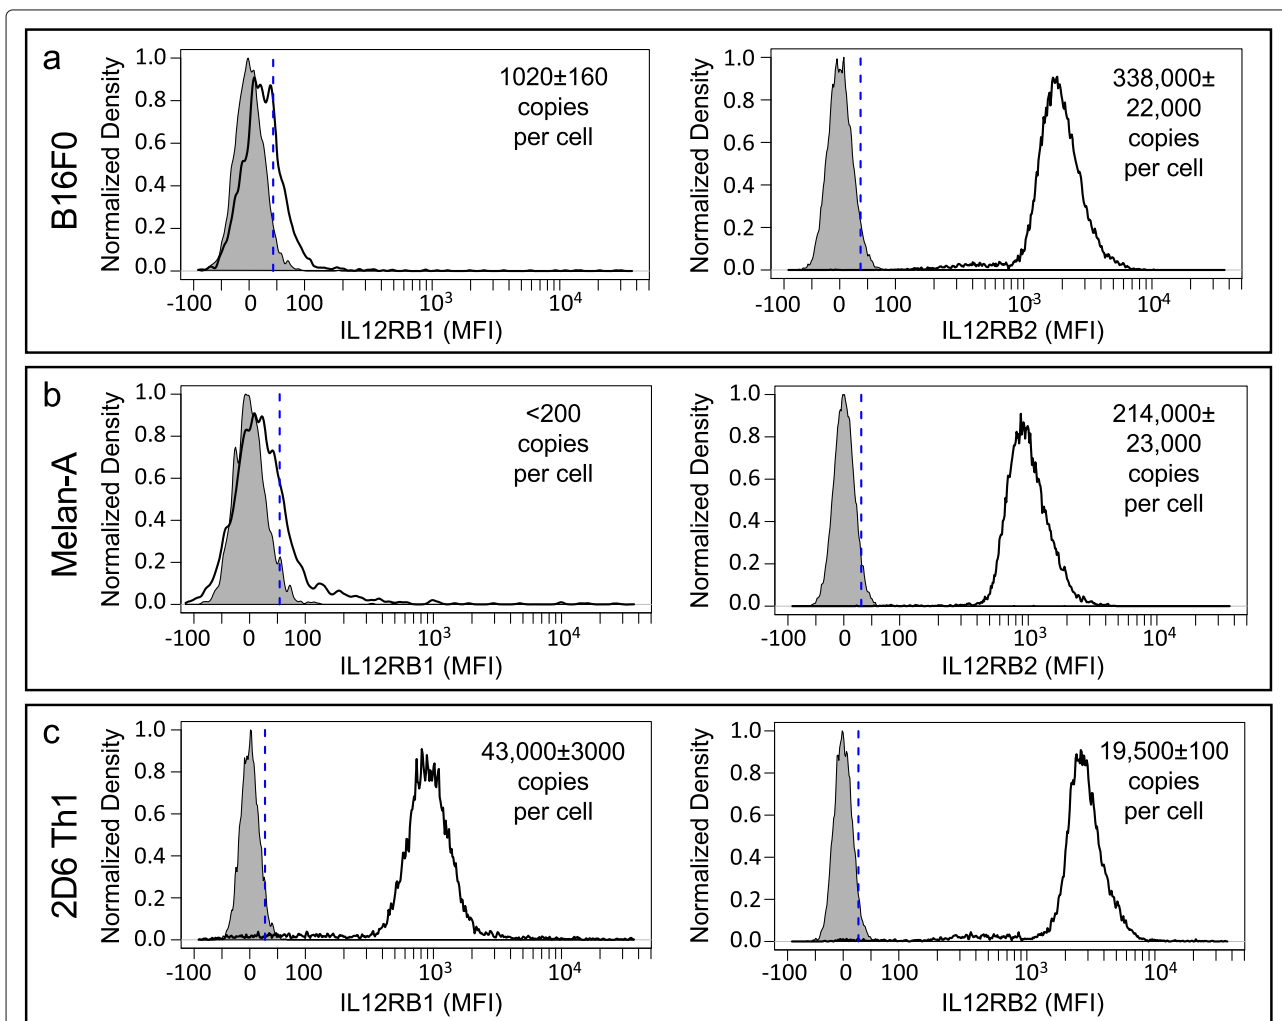 a
B16F0
Normalized Density
1.0
0.8
0.6
0.4
0.2
0.0
1020±160
copies
per cell
-100 0 100 10³ 10⁴
IL12RB1 (MFI)
Normalized Density
1.0
0.8
0.6
0.4
0.2
0.0
338,000±
22,000
copies
per cell
-100 0 100 10-3 10⁴
IL12RB2 (MFI)
b
Melan-A
Normalized Density
1.0
0.8
0.6
0.4
0.2
0.0
<200
copies
per cell
-100 0 100 10³ 10⁴
IL12RB1 (MFI)
Normalized Density
1.0
0.8
0.6
0.4
0.2
0.0
214,000±
23,000
copies
per cell
-100 0 100 10³ 10⁴
IL12RB2 (MFI)
c
2D6 Th1
Normalized Density
1.0
0.8
0.6
0.4
0.2
0.0
43,000±3000
copies
per cell
-100 0 100 10³ 10⁴
IL12RB1 (MFI)
Normalized Density
1.0
0.8
0.6
0.4
0.2
0.0
19,500±100
copies
per cell
-100 0 100 10³ 10⁴
IL12RB2 (MFI)